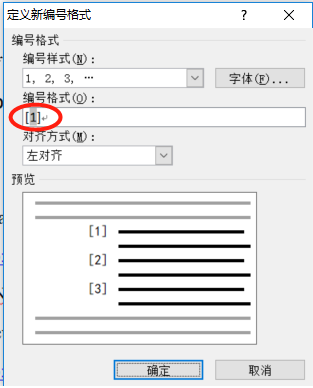 定义新编号格式
编号格式
编号样式(N):
1, 2, 3, …
字体(F)...
编号格式(O):
[1]↵
对齐方式(M):
左对齐
预览
[1]
[2]
[3]
确定
取消